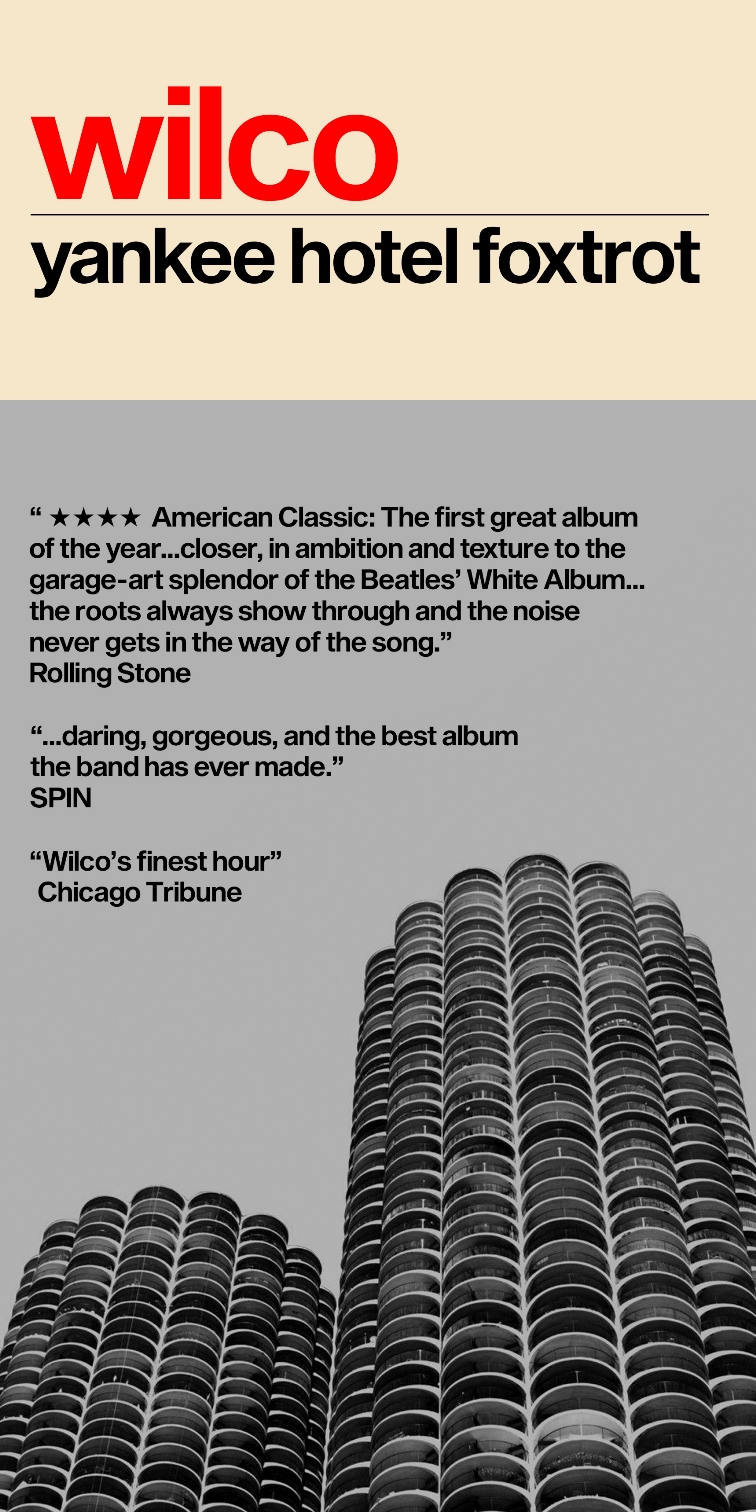 wilco
yankee hotel foxtrot
“ ★★★★ American Classic: The first great album
of the year...closer, in ambition and texture to the
garage-art splendor of the Beatles’ White Album...
the roots always show through and the noise
never gets in the way of the song.”
Rolling Stone
“...daring, gorgeous, and the best album
the band has ever made.”
SPIN
“Wilco’s finest hour”
Chicago Tribune